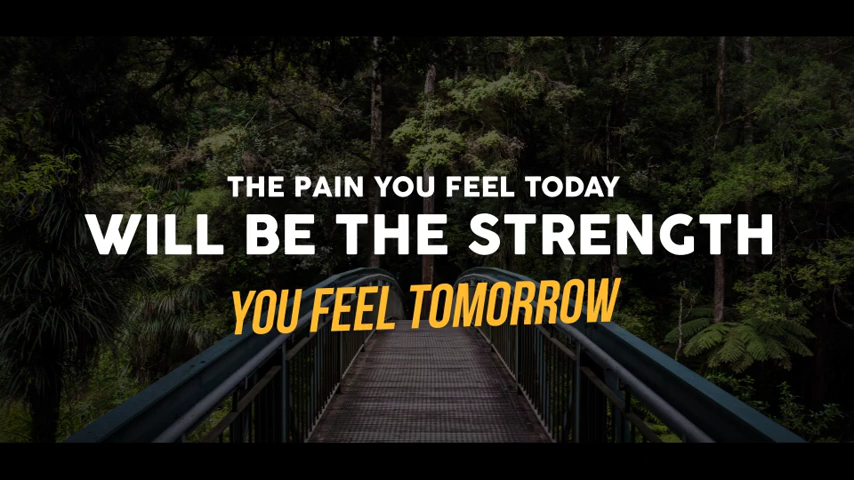 THE PAIN YOU FEEL TODAY
WILL BE THE STRENGTH
YOU FEEL TOMORROW